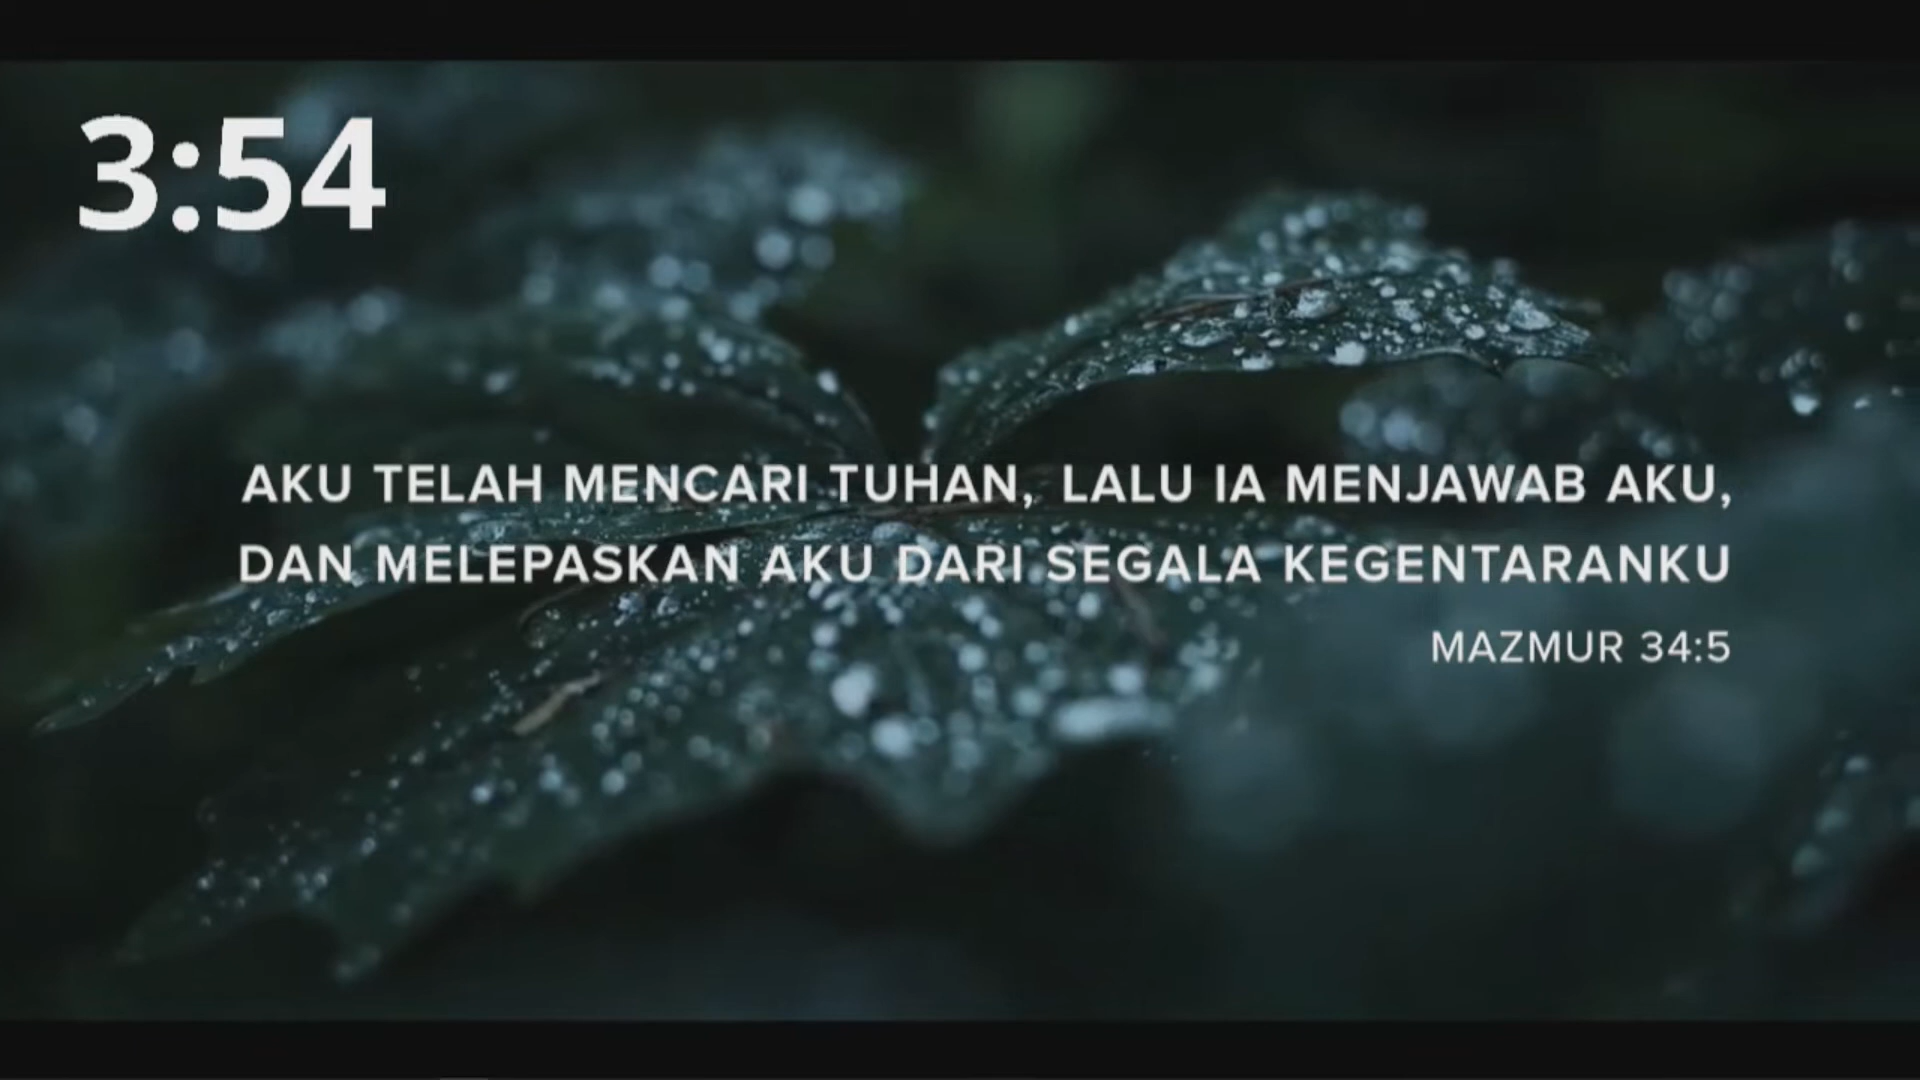 3:54
AKU TELAH MENCARI TUHAN, LALU IA MENJAWAB AKU,
DAN MELEPASKAN AKU DARI SEGALA KEGENTARANKU
MAZMUR 34:5